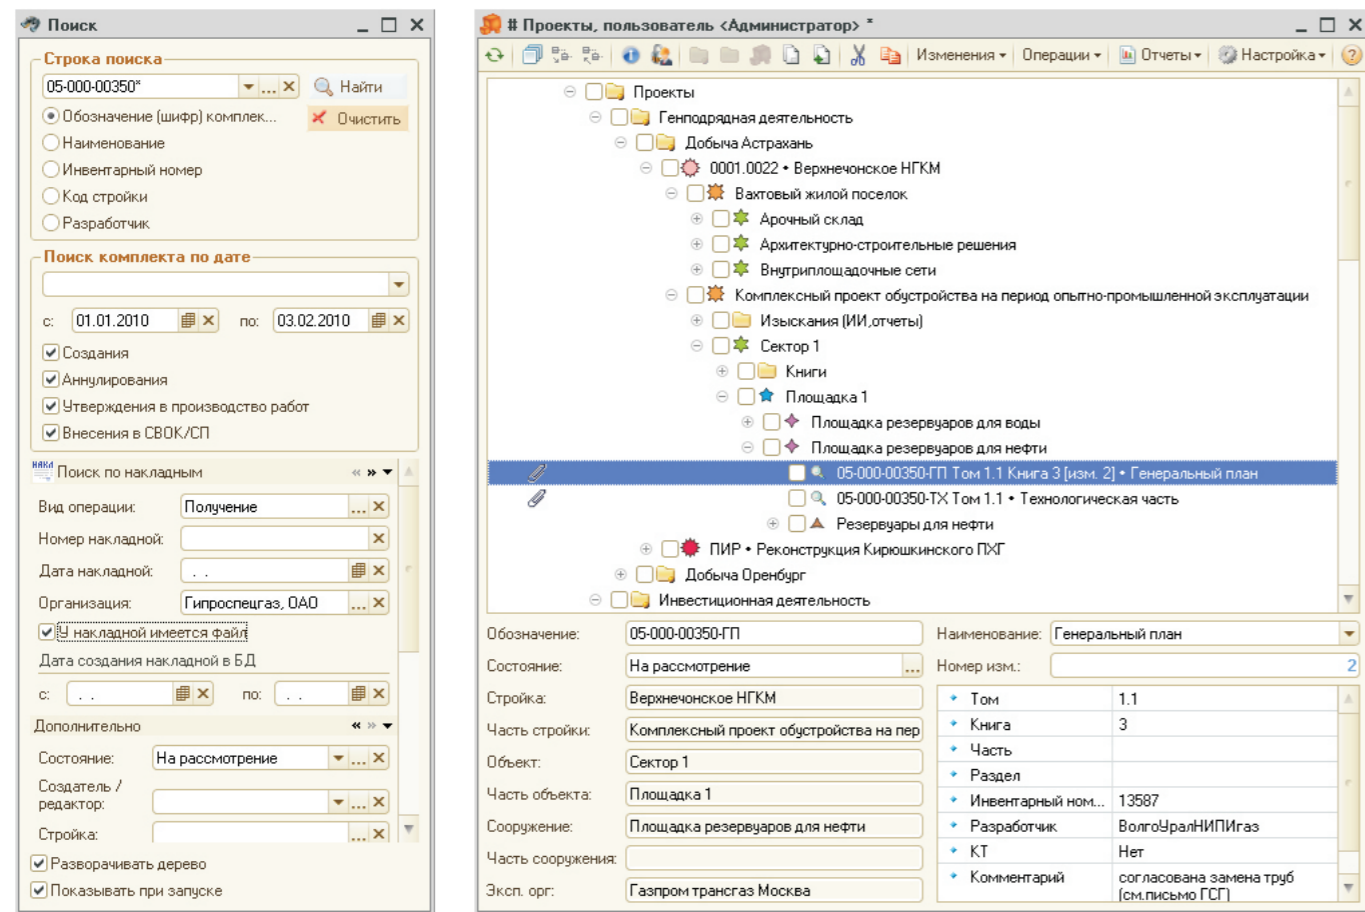 Поиск
Строка поиска
05-000-00350*
... Найти
Обозначение (шифр) комплек...
Очистить
Наименование
Инвентарный номер
Код стройки
Разработчик
Поиск комплекта по дате
с: 01.01.2010 по: 03.02.2010
Создания
Аннулирования
Утверждения в производство работ
Внесения в СВОК/СП
НАКЛ Поиск по накладным
Вид операции: Получение ...
Номер накладной:
Дата накладной: . .
Организация: Гипроспецгаз, ОАО ...
У накладной имеется файл
Дата создания накладной в БД
с: . . по: . .
Дополнительно
Состояние: На рассмотрение ...
Создатель /
редактор: ...
Стройка: ...
Разворачивать дерево
Показывать при запуске
# Проекты, пользователь <Администратор> *
Изменения Операции Отчеты Настройка
Проекты
Генподрядная деятельность
Добыча Астрахань
0001.0022 • Верхнечонское НГКМ
Вахтовый жилой поселок
Арочный склад
Архитектурно-строительные решения
Внутриплощадочные сети
Комплексный проект обустройства на период опытно-промышленной эксплуатации
Изыскания (ИИ,отчеты)
Сектор 1
Книги
Площадка 1
Площадка резервуаров для воды
Площадка резервуаров для нефти
05-000-00350-ГП Том 1.1 Книга 3 [изм. 2] • Генеральный план
05-000-00350-ТХ Том 1.1 • Технологическая часть
Резервуары для нефти
ПИР • Реконструкция Кирюшкинского ПХГ
Добыча Оренбург
Инвестиционная деятельность
Обозначение: 05-000-00350-ГП
Состояние: На рассмотрение ...
Стройка: Верхнечонское НГКМ
Часть стройки: Комплексный проект обустройства на пер
Объект: Сектор 1
Часть объекта: Площадка 1
Сооружение: Площадка резервуаров для нефти
Часть сооружения:
Эксп. орг: Газпром трансгаз Москва
Наименование: Генеральный план
Номер изм.: 2
Том 1.1
Книга 3
Часть
Раздел
Инвентарный ном... 13587
Разработчик ВолгоУралНИПИгаз
КТ Нет
Комментарий согласована замена труб
(см.письмо ГСГ)